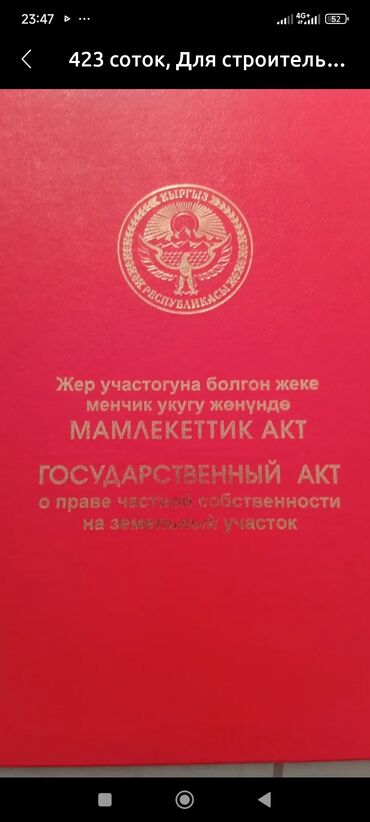 23:47
4G+
52
423 соток, Для строитель...
КЫРГЫЗ
РЕСПУБЛИКАСЫ
Жер участогуна болгон жеке
менчик укугу жөнүндө
МАМЛЕКЕТТИК АКТ
ГОСУДАРСТВЕННЫЙ АКТ
о праве частной собственности
на земельный участок